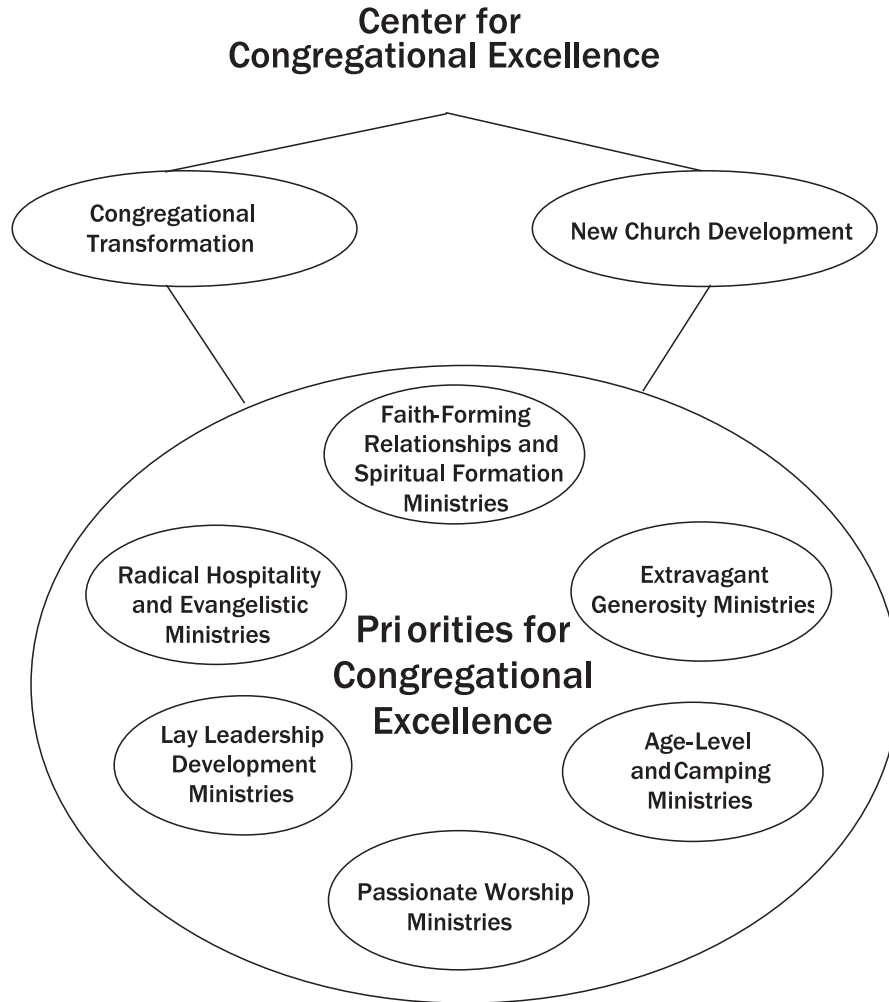 Center for
Congregational Excellence
Congregational
Transformation
New Church Development
Faith-Forming
Relationships and
Spiritual Formation
Ministries
Radical Hospitality
and Evangelistic
Ministries
Extravagant
Generosity Ministries
Priorities for
Congregational
Excellence
Lay Leadership
Development
Ministries
Age-Level
and Camping
Ministries
Passionate Worship
Ministries